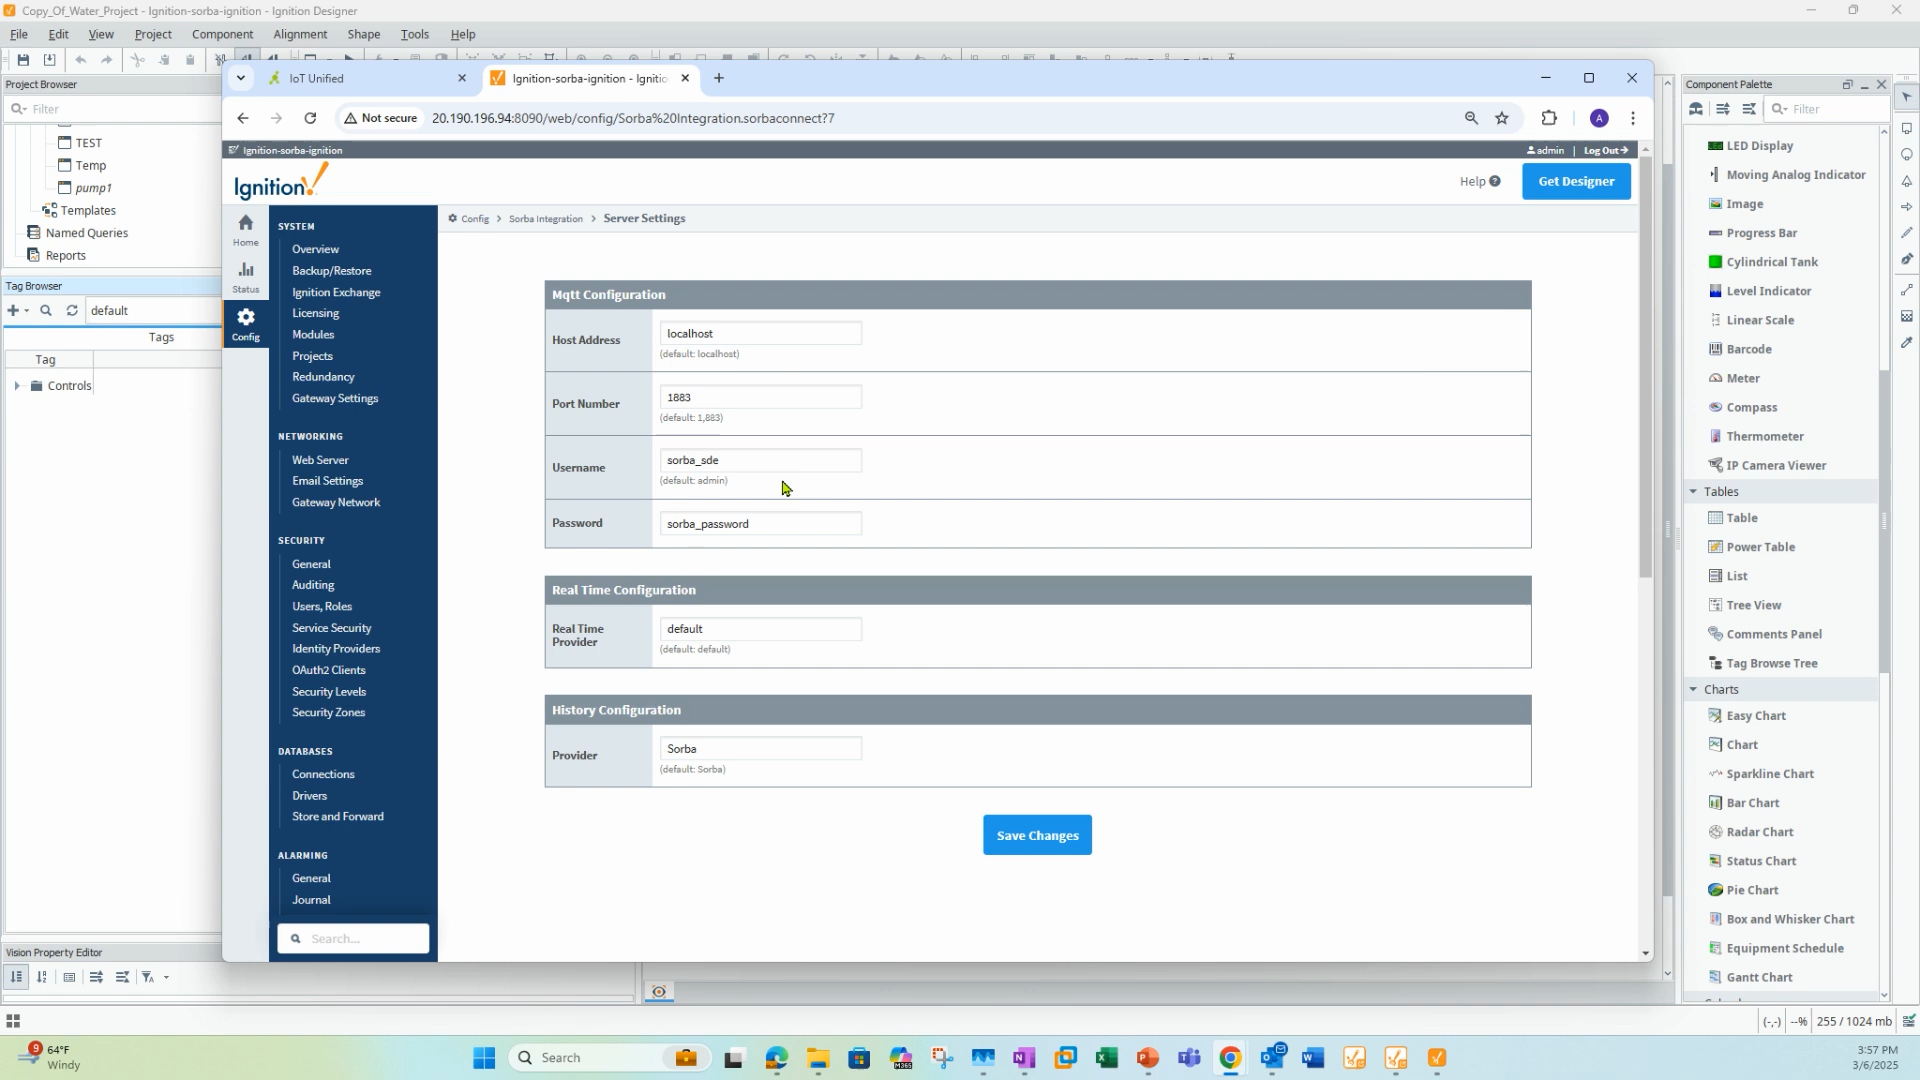 Copy_Of_Water_Project - Ignition-sorba-ignition - Ignition Designer
File Edit View Project Component Alignment Shape Tools Help
Project Browser
Filter
TEST
Temp
pump1
Templates
Named Queries
Reports
Tag Browser
default
Tags
Tag
Controls
Vision Property Editor
IoT Unified
Ignition-sorba-ignition - Ignitio
Not secure 20.190.196.94:8090/web/config/Sorba%20Integration.sorbaconnect?7
A
Ignition-sorba-ignition
admin | Log Out
Ignition!
Help
Get Designer
Home
Status
Config
SYSTEM
Overview
Backup/Restore
Ignition Exchange
Licensing
Modules
Projects
Redundancy
Gateway Settings
NETWORKING
Web Server
Email Settings
Gateway Network
SECURITY
General
Auditing
Users, Roles
Service Security
Identity Providers
OAuth2 Clients
Security Levels
Security Zones
DATABASES
Connections
Drivers
Store and Forward
ALARMING
General
Journal
Search...
Config > Sorba Integration > Server Settings
Mqtt Configuration
Host Address
localhost
(default: localhost)
Port Number
1883
(default: 1,883)
Username
sorba_sde
(default: admin)
Password
sorba_password
Real Time Configuration
Real Time
Provider
default
(default: default)
History Configuration
Provider
Sorba
(default: Sorba)
Save Changes
Component Palette
Filter
LED Display
Moving Analog Indicator
Image
Progress Bar
Cylindrical Tank
Level Indicator
Linear Scale
Barcode
Meter
Compass
Thermometer
IP Camera Viewer
Tables
Table
Power Table
List
Tree View
Comments Panel
Tag Browse Tree
Charts
Easy Chart
Chart
Sparkline Chart
Bar Chart
Radar Chart
Status Chart
Pie Chart
Box and Whisker Chart
Equipment Schedule
Gantt Chart
(-,-) --% 255 / 1024 mb
9
64°F
Windy
Search
3:57 PM
3/6/2025